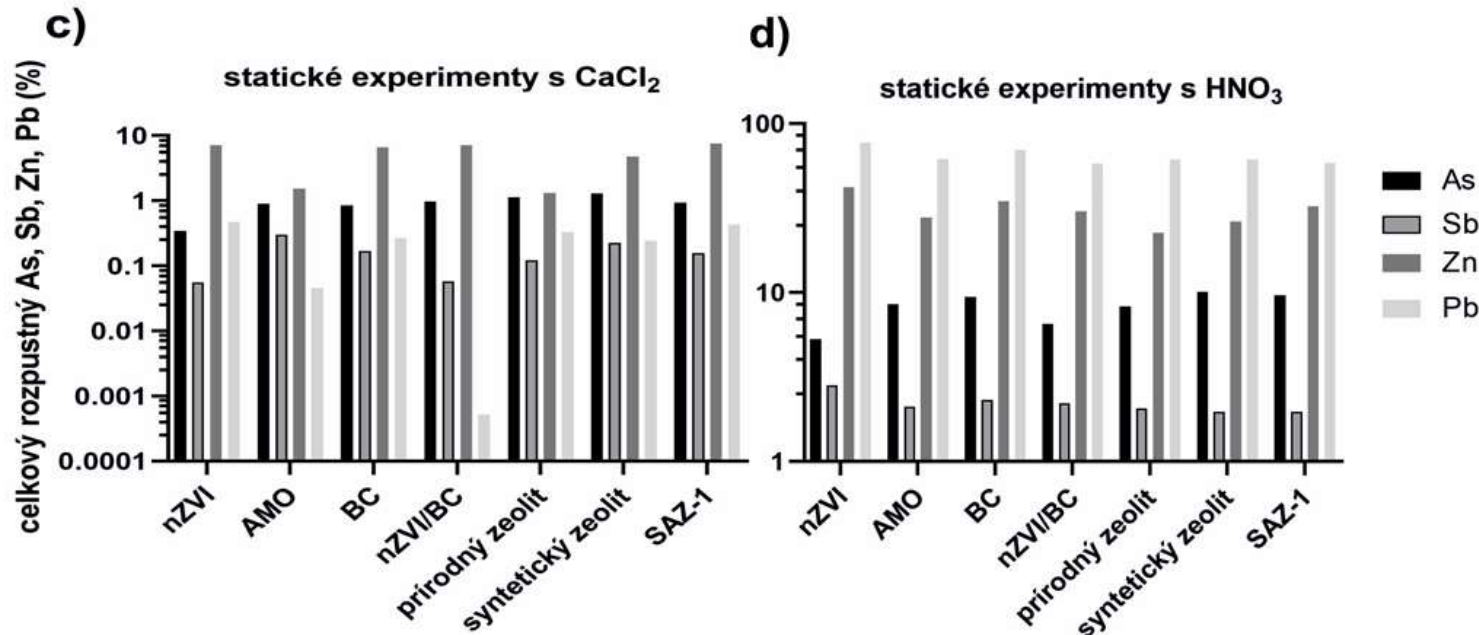 c)
statické experimenty s CaCl₂
celkový rozpustný As, Sb, Zn, Pb (%)
10
1
0.1
0.01
0.001
0.0001
nZVI
AMO
BC
nZVI/BC
prírodný zeolit
syntetický zeolit
SAZ-1
d)
statické experimenty s HNO₃
100
10
1
nZVI
AMO
BC
nZVI/BC
prírodný zeolit
syntetický zeolit
SAZ-1
As
Sb
Zn
Pb